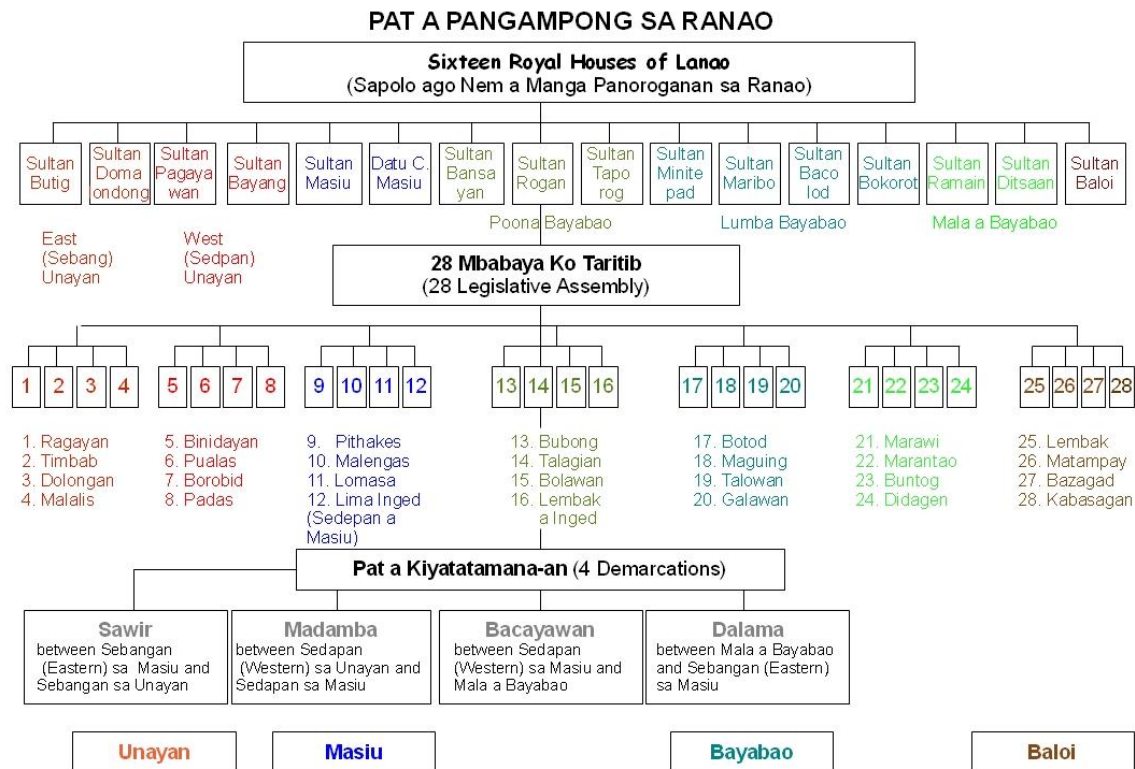 PAT A PANGAMPONG SA RANAO
Sixteen Royal Houses of Lanao
(Sapolo ago Nem a Manga Panoroganan sa Ranao)
Sultan
Butig
Sultan
Doma
ondong
Sultan
Pagaya
wan
Sultan
Bayang
Sultan
Masiu
Datu C.
Masiu
Sultan
Bansa
yan
Sultan
Rogan
Sultan
Tapo
rog
Sultan
Minite
pad
Sultan
Maribo
Sultan
Baco
lod
Sultan
Bokorot
Sultan
Ramain
Sultan
Ditsaan
Sultan
Baloi
East
(Sebang)
Unayan
West
(Sedpan)
Unayan
Poona Bayabao
Lumba Bayabao
Mala a Bayabao
28 Mbabaya Ko Taritib
(28 Legislative Assembly)
1 2 3 4 5 6 7 8 9 10 11 12 13 14 15 16 17 18 19 20 21 22 23 24 25 26 27 28
1. Ragayan
2. Timbab
3. Dolongan
4. Malalis
5. Binidayan
6. Pualas
7. Borobid
8. Padas
9. Pithakes
10. Malengas
11. Lomasa
12. Lima Inged
(Sedepan a
Masiu)
13. Bubong
14. Talagian
15. Bolawan
16. Lembak
a Inged
17. Botod
18. Maguing
19. Talowan
20. Galawan
21. Marawi
22. Marantao
23. Buntog
24. Didagen
25. Lembak
26. Matampay
27. Bazagad
28. Kabasagan
Pat a Kiyatatamana-an (4 Demarcations)
Sawir
between Sebangan
(Eastern) sa Masiu and
Sebangan sa Unayan
Madamba
between Sedapan
(Western) sa Unayan and
Sedapan sa Masiu
Bacayawan
between Sedapan
(Western) sa Masiu and
Mala a Bayabao
Dalama
between Mala a Bayabao
and Sebangan (Eastern)
sa Masiu
Unayan
Masiu
Bayabao
Baloi